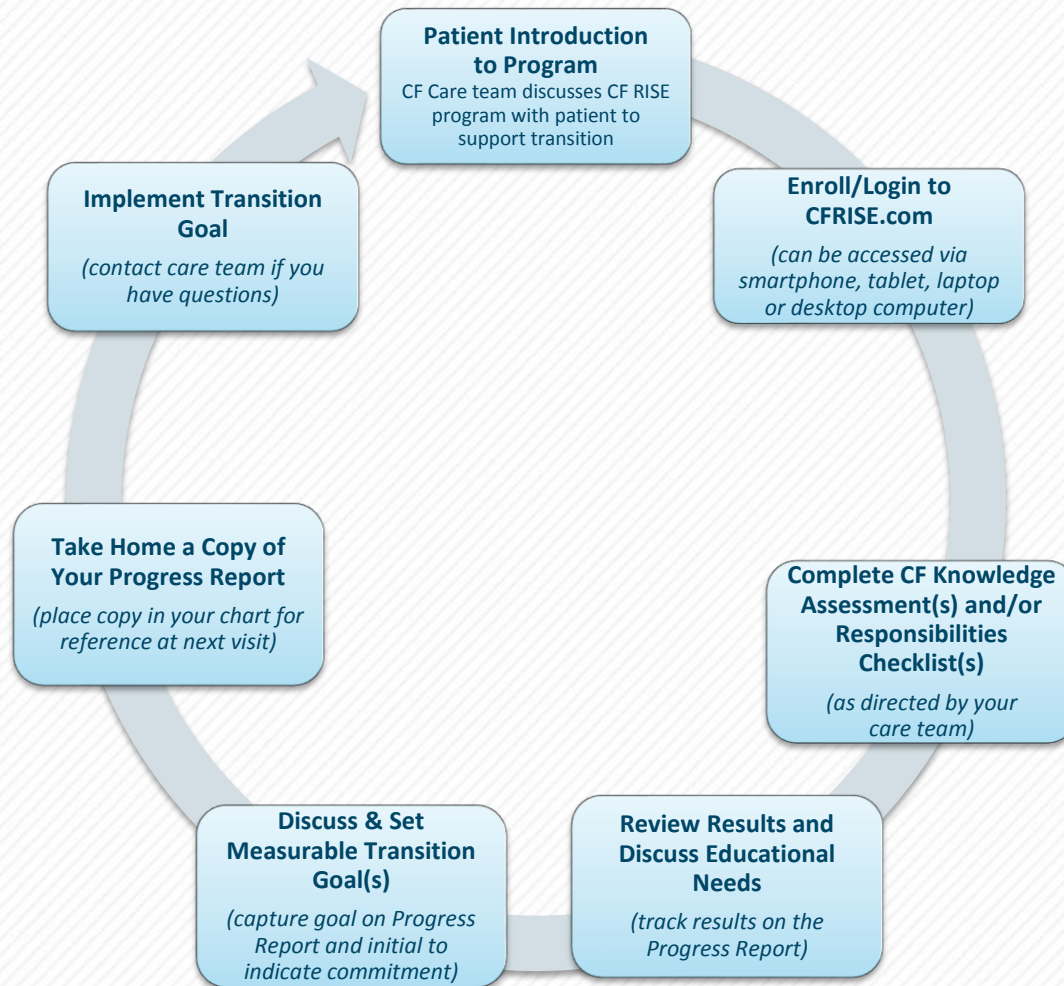 Patient Introduction
to Program
CF Care team discusses CF RISE
program with patient to
support transition
Enroll/Login to
CFRISE.com
(can be accessed via
smartphone, tablet, laptop
or desktop computer)
Complete CF Knowledge
Assessment(s) and/or
Responsibilities
Checklist(s)
(as directed by your
care team)
Review Results and
Discuss Educational
Needs
(track results on the
Progress Report)
Discuss & Set
Measurable Transition
Goal(s)
(capture goal on Progress
Report and initial to
indicate commitment)
Take Home a Copy of
Your Progress Report
(place copy in your chart for
reference at next visit)
Implement Transition
Goal
(contact care team if you
have questions)